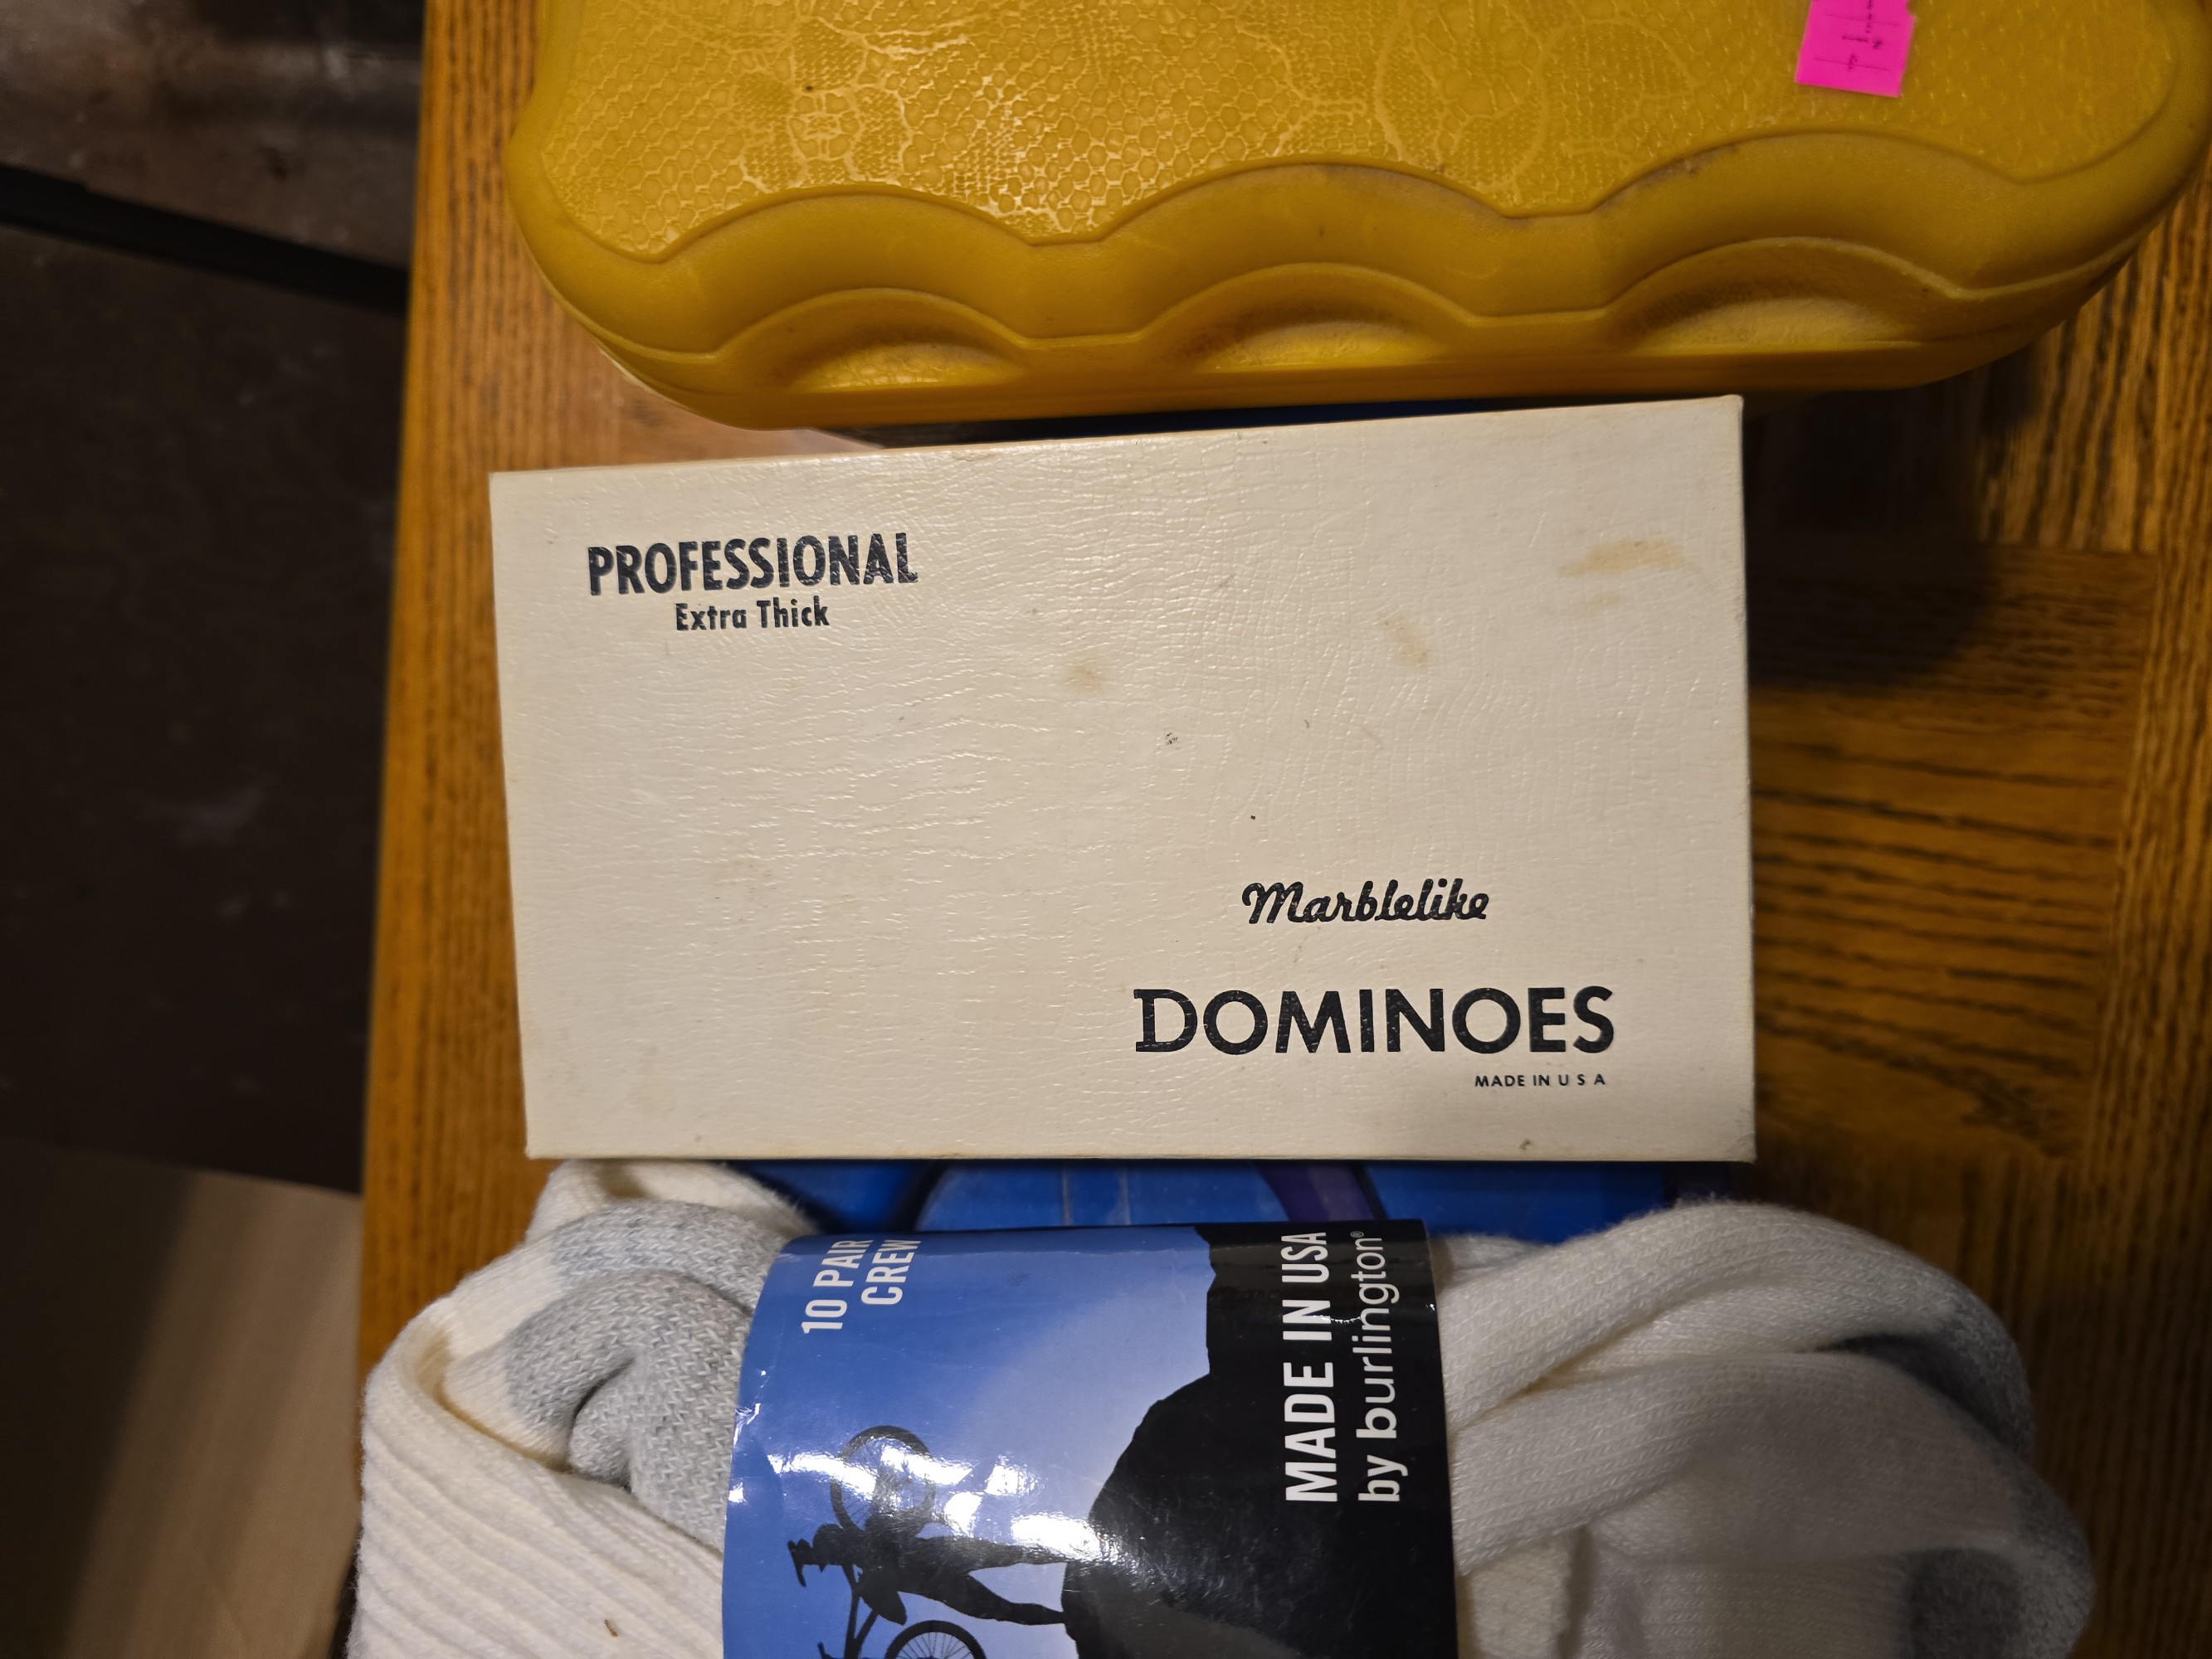 PROFESSIONAL
Extra Thick
Marblelike
DOMINOES
MADE IN U S A
10 PAIR
CREW
MADE IN USA
by burlington®